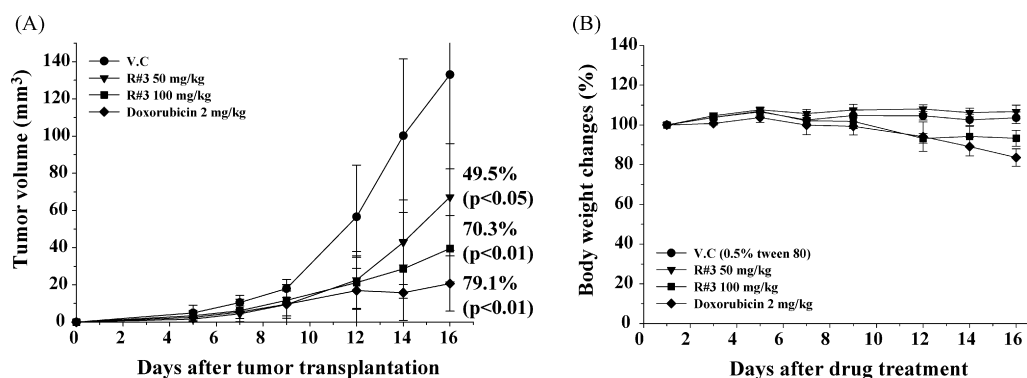 (A)
Tumor volume (mm³)
140
120
100
80
60
40
20
0
V.C
R#3 50 mg/kg
R#3 100 mg/kg
Doxorubicin 2 mg/kg
49.5%
(p<0.05)
70.3%
(p<0.01)
79.1%
(p<0.01)
0 2 4 6 8 10 12 14 16
Days after tumor transplantation
(B)
Body weight changes (%)
140
120
100
80
60
40
20
0
V.C (0.5% tween 80)
R#3 50 mg/kg
R#3 100 mg/kg
Doxorubicin 2 mg/kg
0 2 4 6 8 10 12 14 16
Days after drug treatment